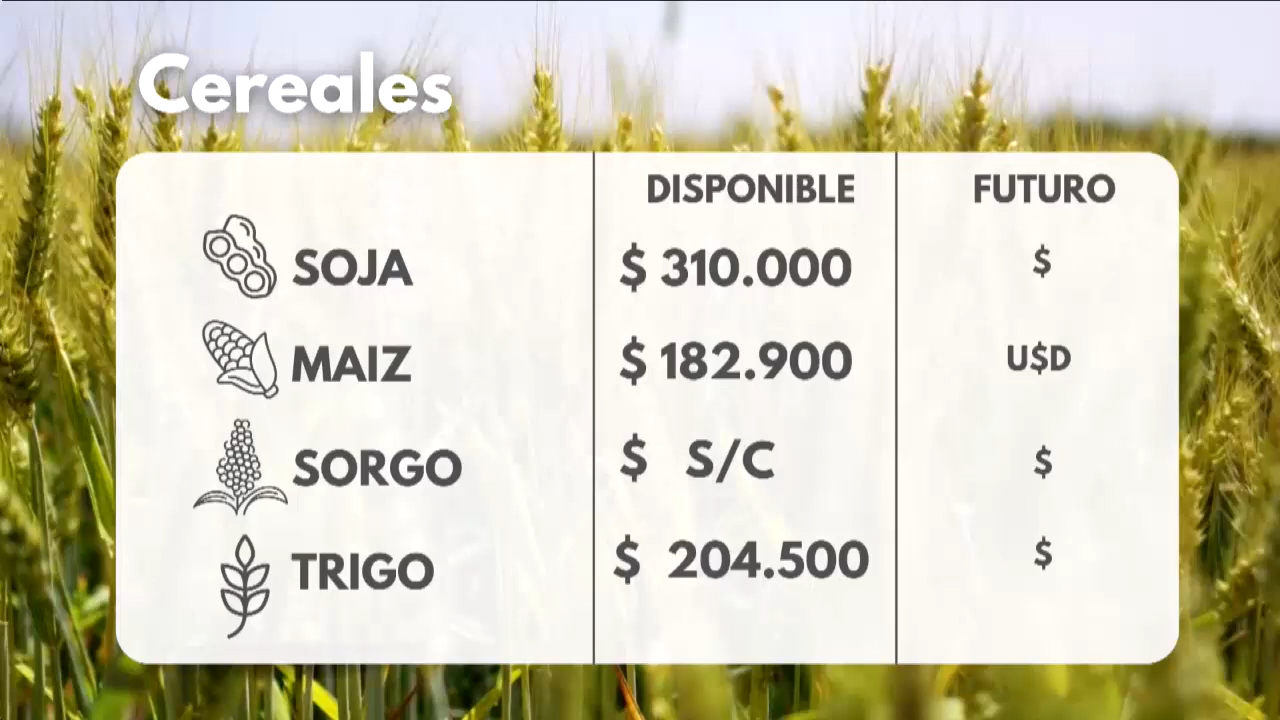 Cereales
DISPONIBLE FUTURO
SOJA $ 310.000 $
MAIZ $ 182.900 U$D
SORGO $ S/C $
TRIGO $ 204.500 $